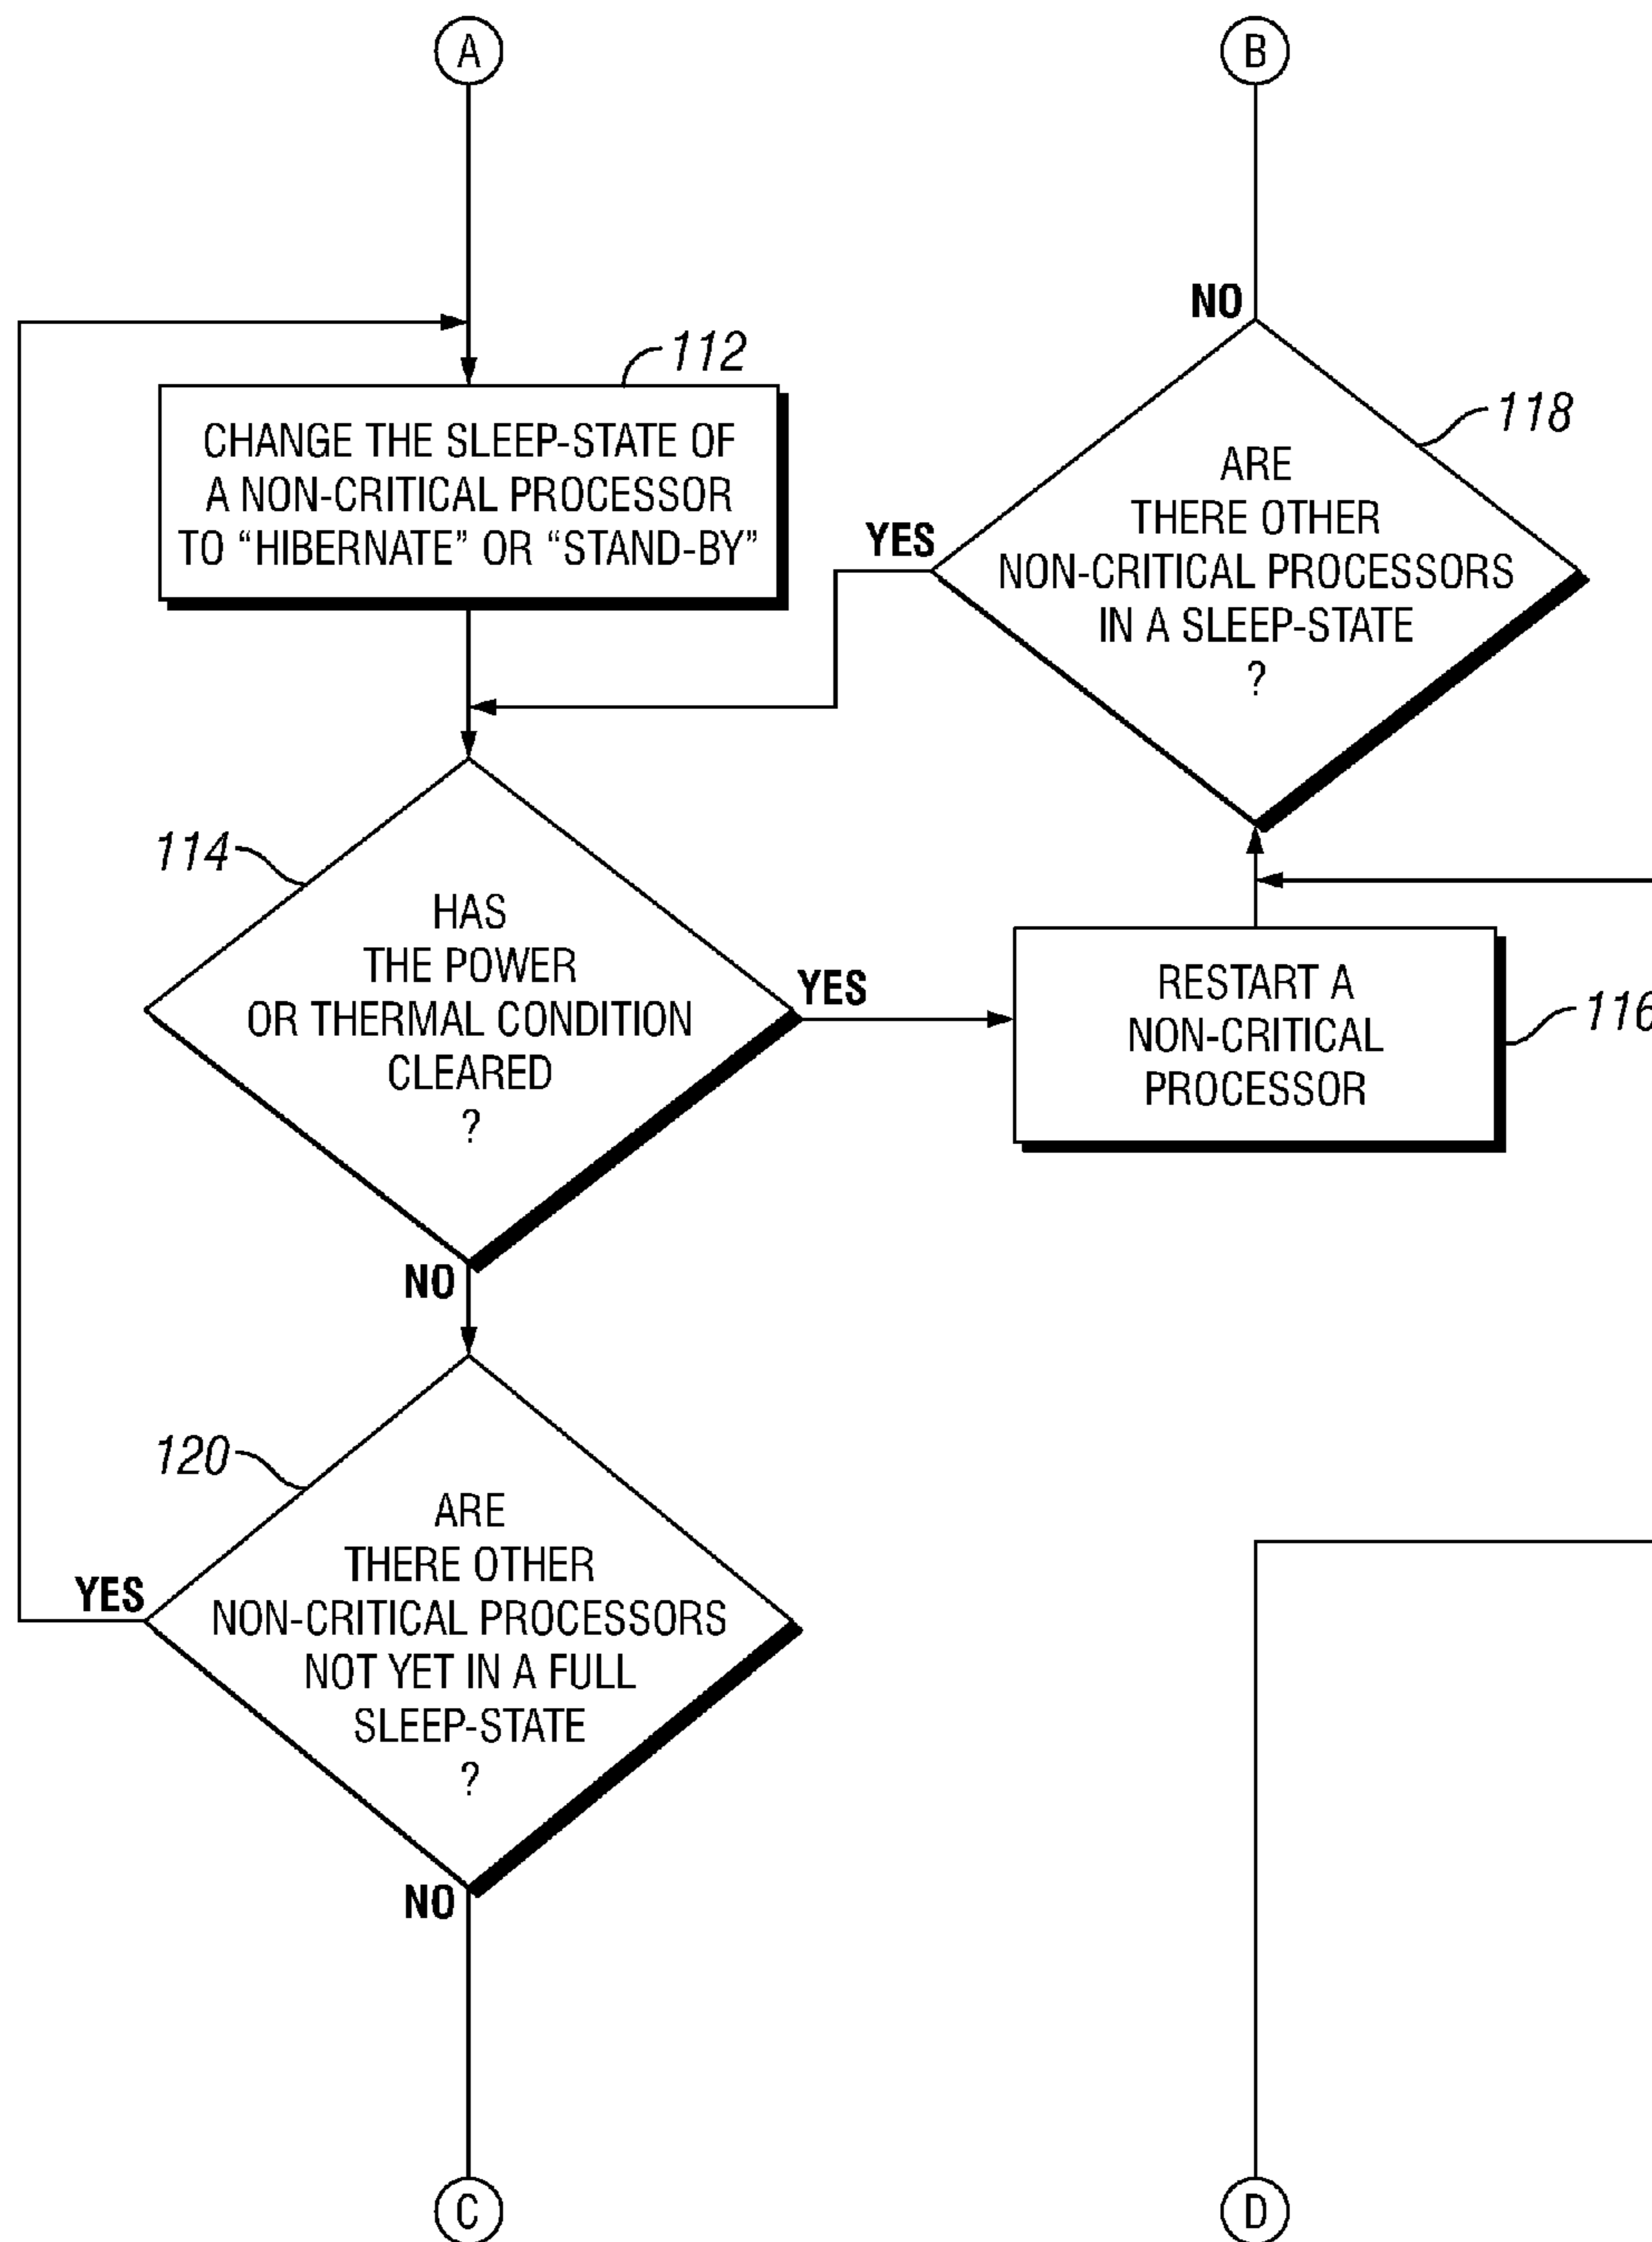 A
B
112
CHANGE THE SLEEP-STATE OF
A NON-CRITICAL PROCESSOR
TO “HIBERNATE” OR “STAND-BY”
NO
118
ARE
THERE OTHER
NON-CRITICAL PROCESSORS
IN A SLEEP-STATE
?
YES
114
HAS
THE POWER
OR THERMAL CONDITION
CLEARED
?
YES
NO
RESTART A
NON-CRITICAL
PROCESSOR
116
120
ARE
THERE OTHER
NON-CRITICAL PROCESSORS
NOT YET IN A FULL
SLEEP-STATE
?
YES
NO
C
D